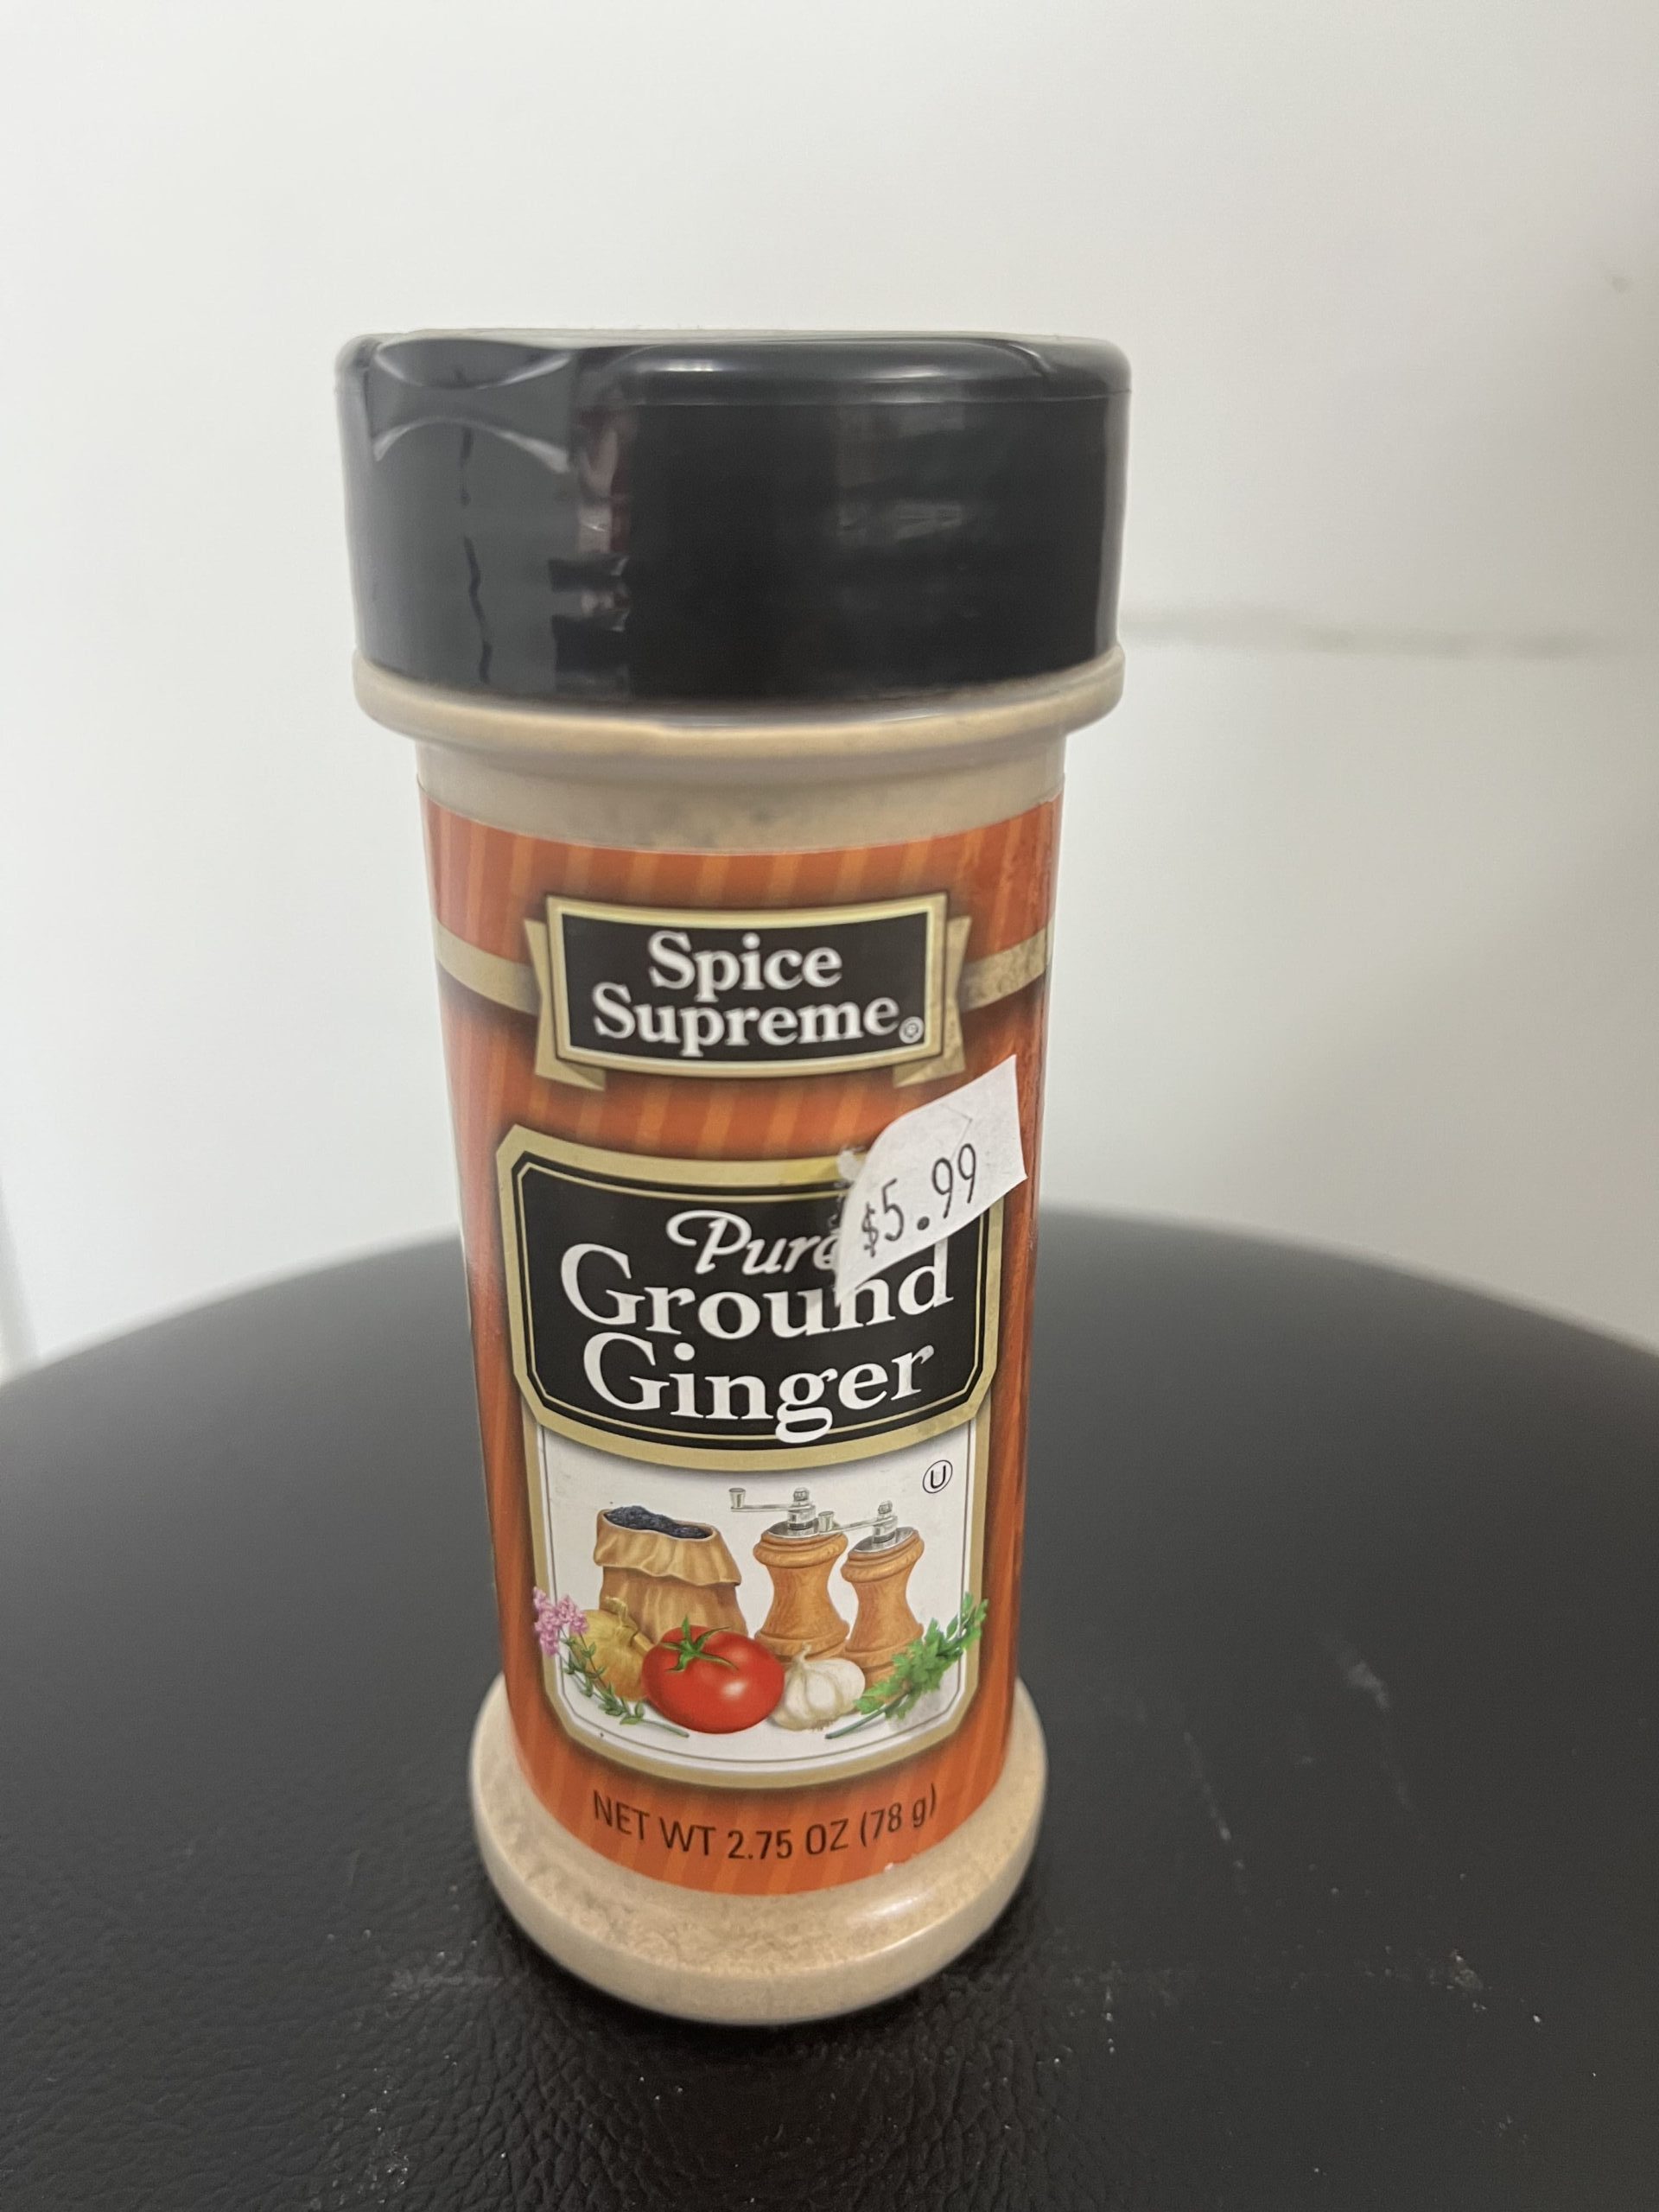 Spice
Supreme®
$5.99
Pure
Ground
Ginger
U
NET WT 2.75 OZ (78 g)